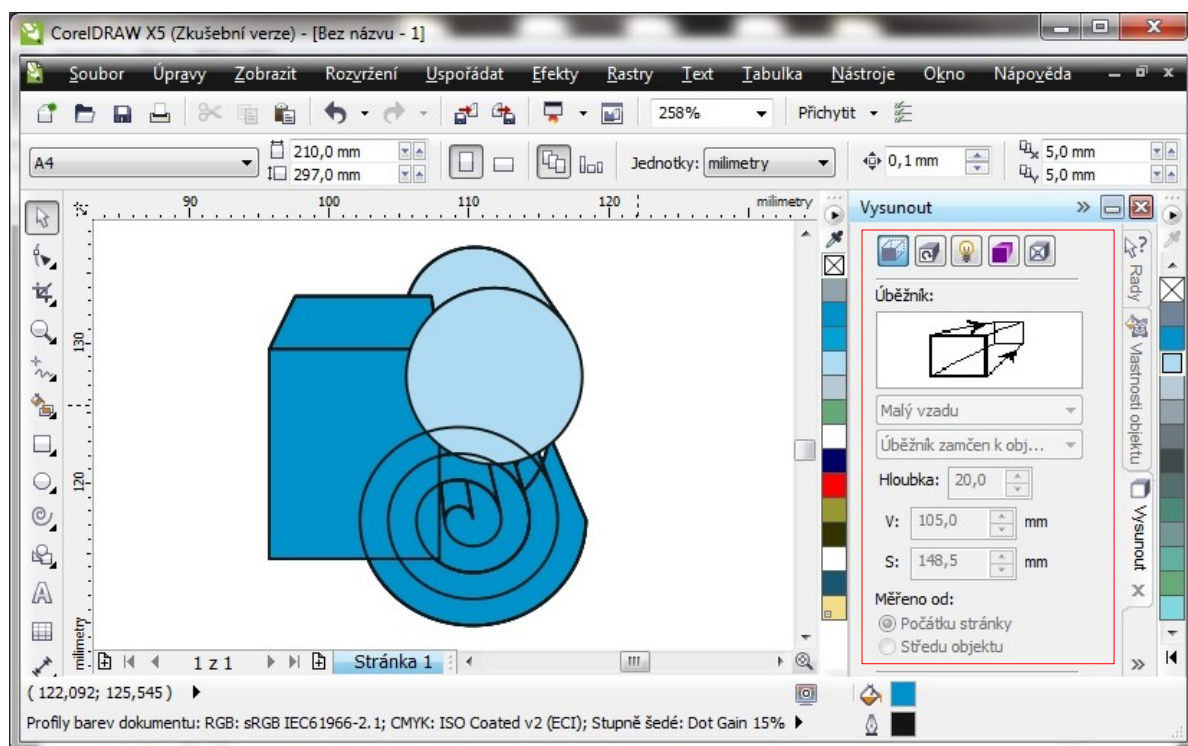 CorelDRAW X5 (Zkušební verze) - [Bez názvu - 1]
Soubor Úpravy Zobrazit Rozvržení Uspořádat Efekty Rastry Text Tabulka Nástroje Okno Nápověda
258% Přichytit
A4 210,0 mm 297,0 mm Jednotky: milimetry 0,1 mm 5,0 mm 5,0 mm
90 100 110 120 milimetry
130
120
milimetry
Vysunout
Úběžník:
Malý vzadu
Úběžník zamčen k obj...
Hloubka: 20,0
V: 105,0 mm
S: 148,5 mm
Měřeno od:
Počátku stránky
Středu objektu
Rady
Vlastnosti objektu
Vysunout
1 z 1 Stránka 1
( 122,092; 125,545 )
Profily barev dokumentu: RGB: sRGB IEC61966-2.1; CMYK: ISO Coated v2 (ECI); Stupně šedé: Dot Gain 15%